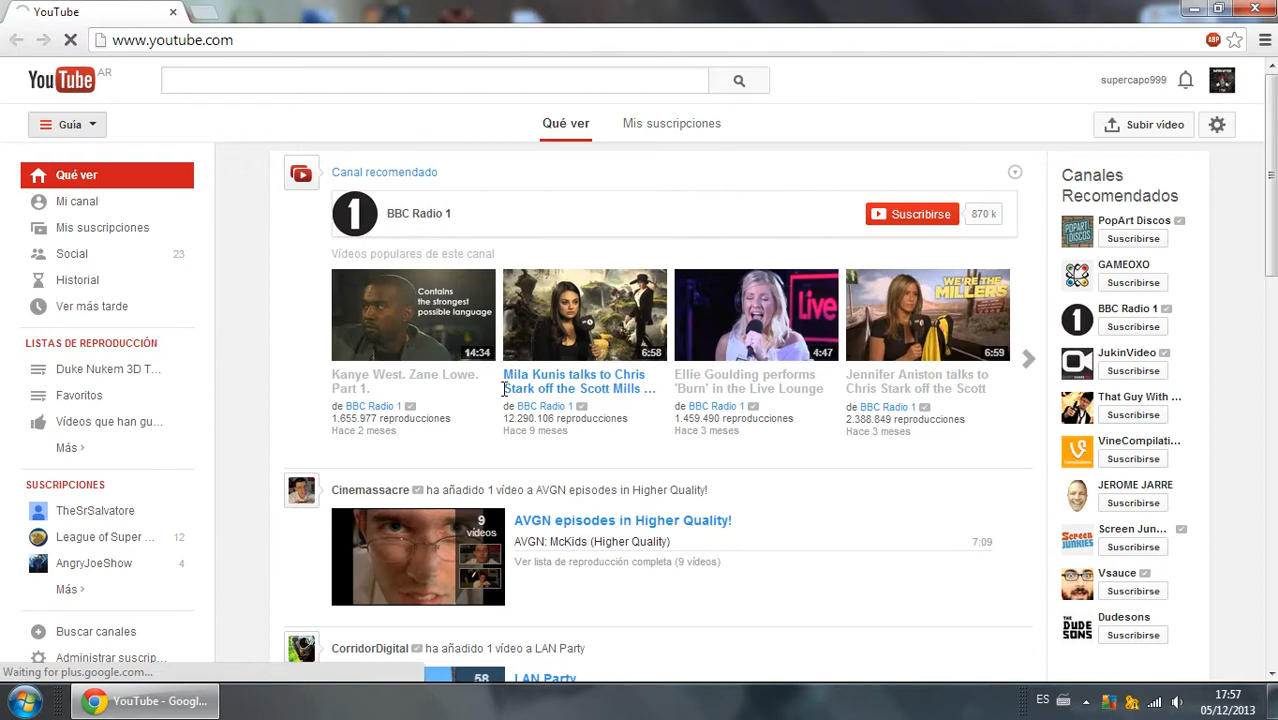 YouTube
www.youtube.com
ABP
YouTube AR
supercapo999
Guía
Qué ver
Mis suscripciones
Subir vídeo
Qué ver
Mi canal
Mis suscripciones
Social 23
Historial
Ver más tarde
LISTAS DE REPRODUCCIÓN
Duke Nukem 3D T...
Favoritos
Vídeos que han gu...
Más ›
SUSCRIPCIONES
TheSrSalvatore
League of Super ... 12
AngryJoeShow 4
Más ›
Buscar canales
Administrar suscrip...
Canal recomendado
1
BBC Radio 1
Suscribirse
870 k
Vídeos populares de este canal
Contains
the strongest
possible language
14:34
Kanye West. Zane Lowe.
Part 1.
de BBC Radio 1
1.655.977 reproducciones
Hace 2 meses
6:58
Mila Kunis talks to Chris
Stark off the Scott Mills ...
de BBC Radio 1
12.290.106 reproducciones
Hace 9 meses
Live
4:47
Ellie Goulding performs
'Burn' in the Live Lounge
de BBC Radio 1
1.459.490 reproducciones
Hace 3 meses
WE'RE THE
MILLERS
6:59
Jennifer Aniston talks to
Chris Stark off the Scott
de BBC Radio 1
2.388.849 reproducciones
Hace 3 meses
Cinemassacre ha añadido 1 vídeo a AVGN episodes in Higher Quality!
9
vídeos
AVGN episodes in Higher Quality!
AVGN: McKids (Higher Quality) 7:09
Ver lista de reproducción completa (9 vídeos)
CorridorDigital ha añadido 1 vídeo a LAN Party
58
LAN Party
Canales
Recomendados
POPART
DISCOS
PopArt Discos
Suscribirse
GAMEOXO
Suscribirse
1
BBC Radio 1
Suscribirse
JukinVideo
Suscribirse
That Guy With ...
Suscribirse
VineCompilati...
Suscribirse
JEROME JARRE
Suscribirse
SCREEN
JUNKIES
Screen Jun...
Suscribirse
Vsauce
Suscribirse
THE
DUDE
SONS
Dudesons
Suscribirse
Waiting for plus.google.com...
YouTube - Googl...
ES
17:57
05/12/2013